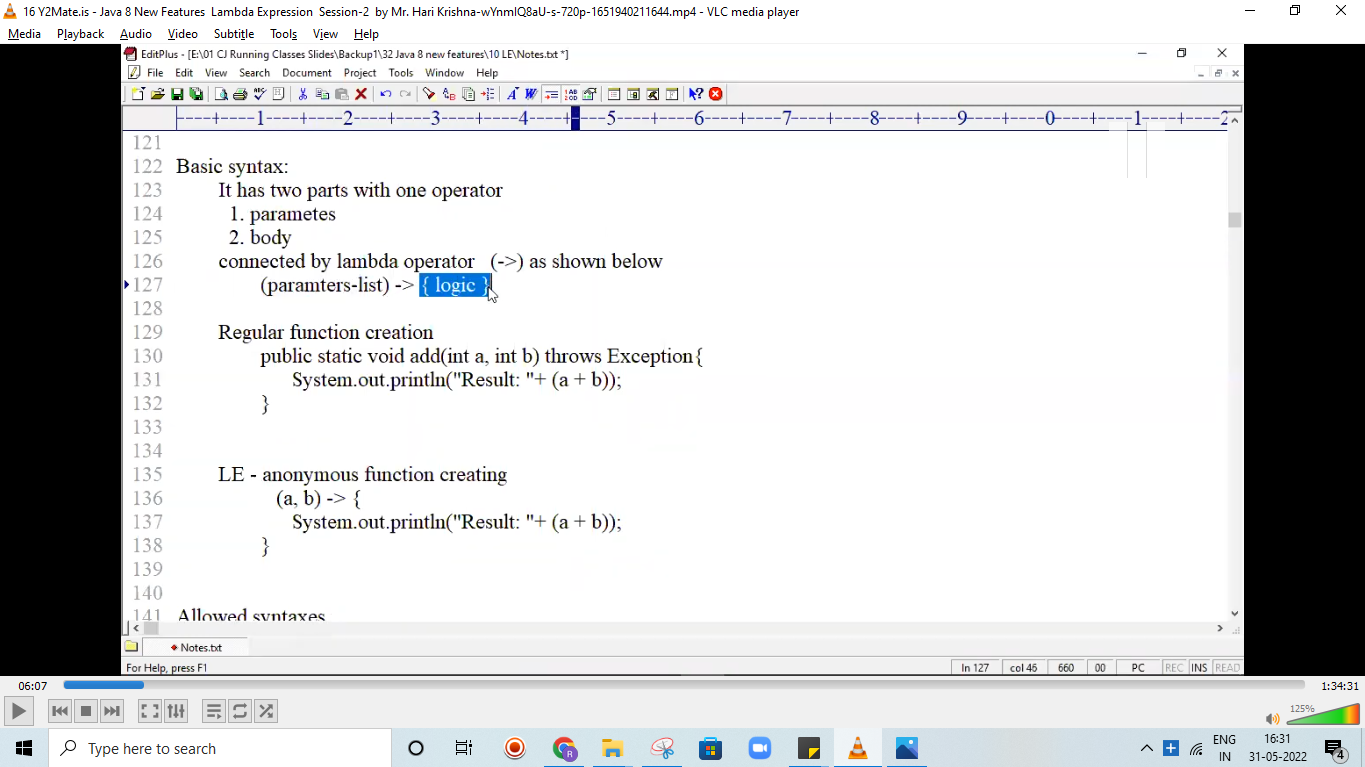 16 Y2Mate.is - Java 8 New Features  Lambda Expression  Session-2  by Mr. Hari Krishna-wYnmlQ8aU-s-720p-1651940211644.mp4 - VLC media player
Media Playback Audio Video Subtitle Tools View Help
EditPlus - [E:\01 CJ Running Classes Slides\Backup1\32 Java 8 new features\10 LE\Notes.txt *]
File Edit View Search Document Project Tools Window Help
----+----1----+----2----+----3----+----4----+----5----+----6----+----7----+----8----+----9----+----0----+----1----+----2
121
122 Basic syntax:
123 It has two parts with one operator
124 1. parametes
125 2. body
126 connected by lambda operator (->) as shown below
127 (paramters-list) -> { logic }
128
129 Regular function creation
130 public static void add(int a, int b) throws Exception{
131 System.out.println("Result: "+ (a + b));
132 }
133
134
135 LE - anonymous function creating
136 (a, b) -> {
137 System.out.println("Result: "+ (a + b));
138 }
139
140
141 Allowed syntaxes
Notes.txt
For Help, press F1 ln 127 col 46 660 00 PC REC INS READ
06:07 1:34:31
125%
Type here to search
ENG
IN
16:31
31-05-2022
4